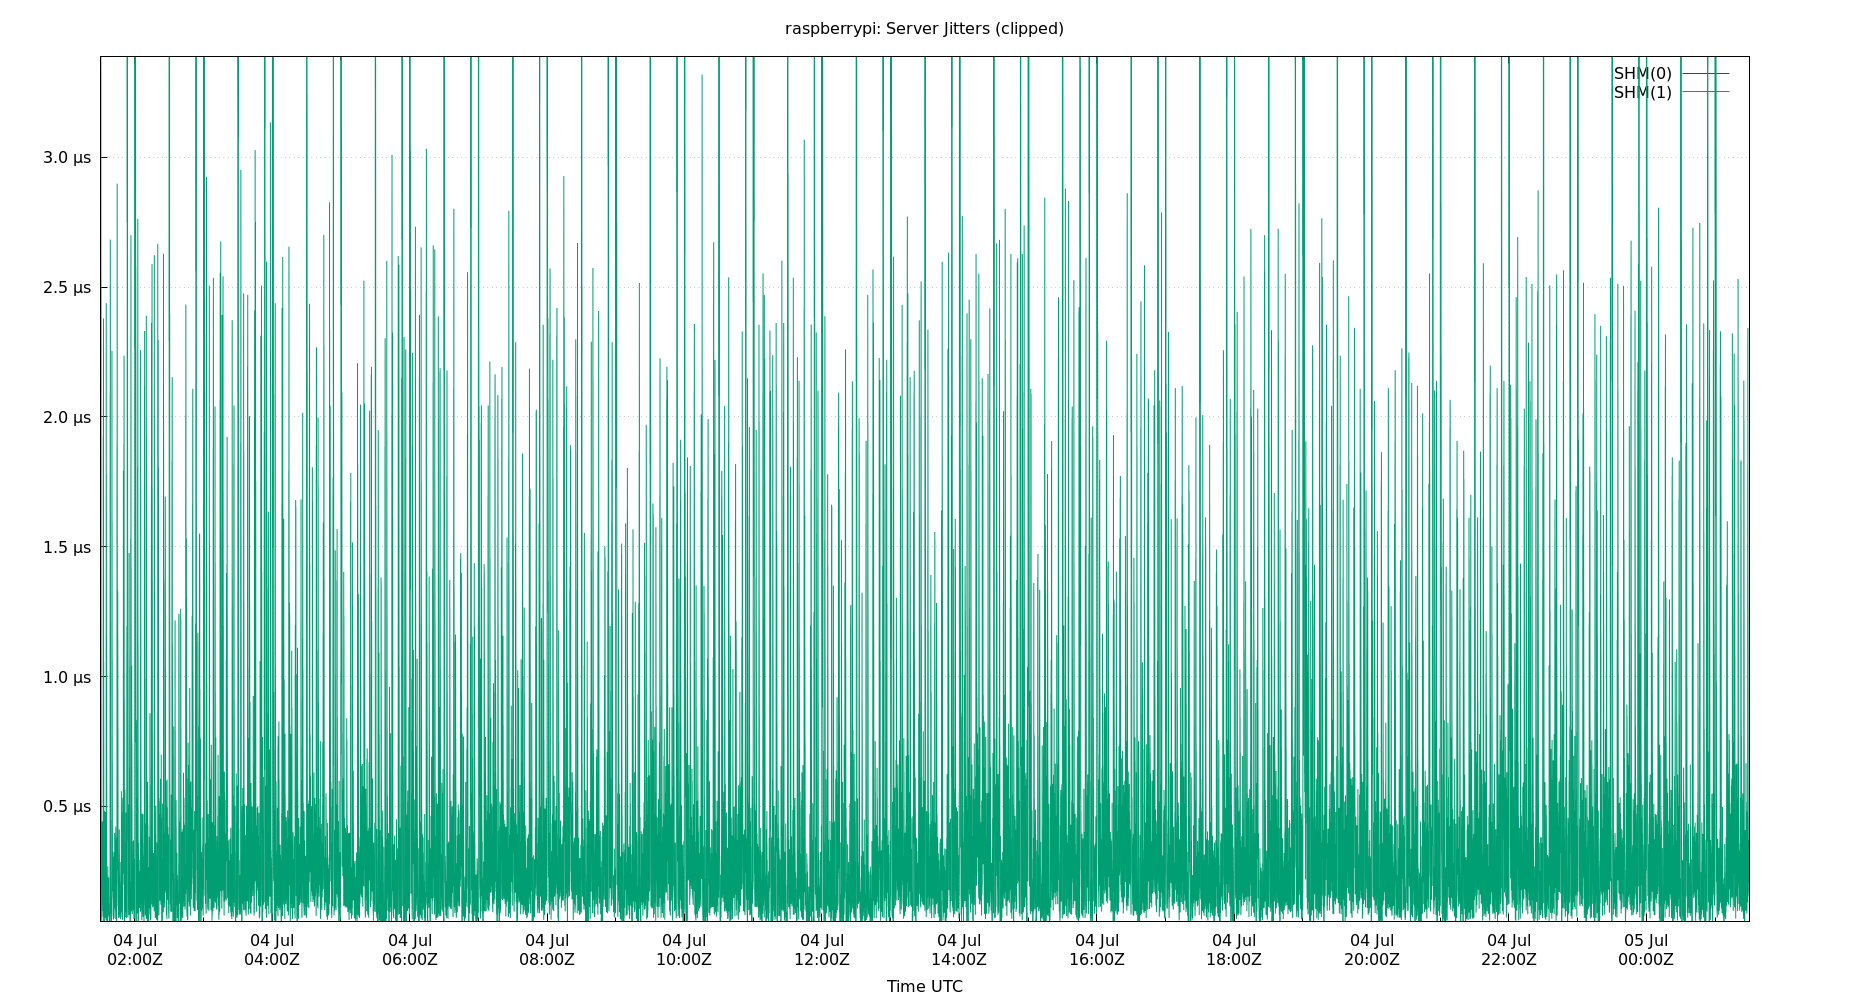 raspberrypi: Server Jitters (clipped)
SHM(0)
SHM(1)
3.0 µs
2.5 µs
2.0 µs
1.5 µs
1.0 µs
0.5 µs
04 Jul 04 Jul 04 Jul 04 Jul 04 Jul 04 Jul 04 Jul 04 Jul 04 Jul 04 Jul 04 Jul 05 Jul
02:00Z 04:00Z 06:00Z 08:00Z 10:00Z 12:00Z 14:00Z 16:00Z 18:00Z 20:00Z 22:00Z 00:00Z
Time UTC